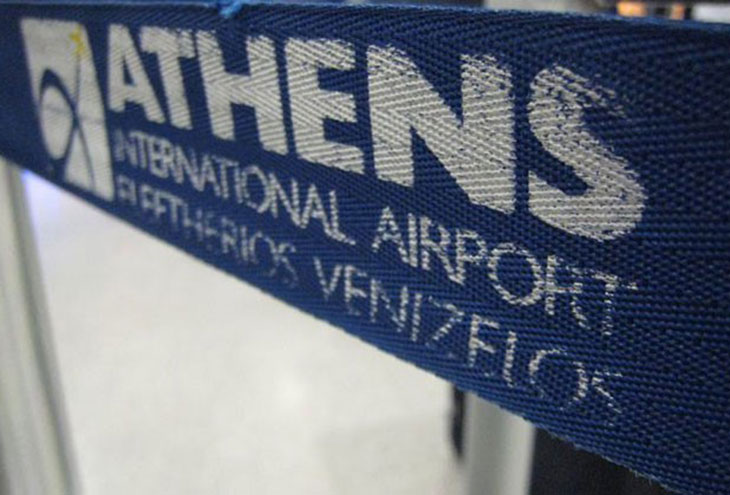 ATHENS
INTERNATIONAL AIRPORT
ELEFTHERIOS VENIZELOS